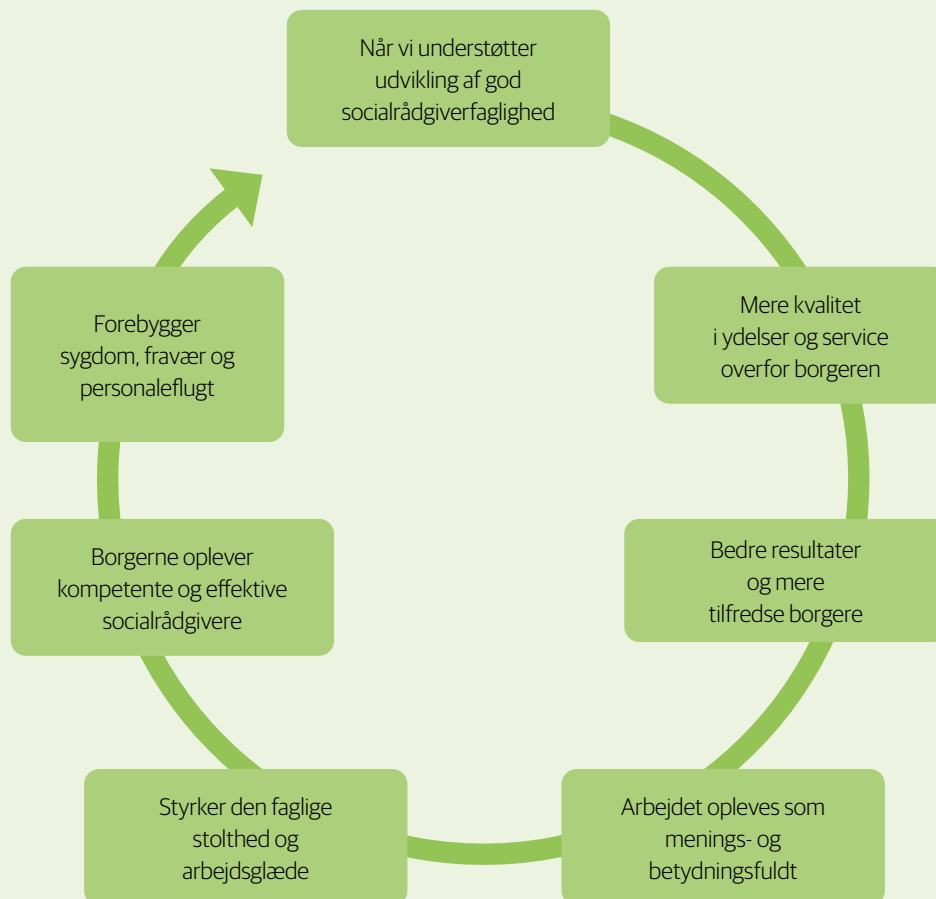 Når vi understøtter
udvikling af god
socialrådgiverfaglighed
Mere kvalitet
i ydelser og service
overfor borgeren
Bedre resultater
og mere
tilfredse borgere
Arbejdet opleves som
menings- og
betydningsfuldt
Styrker den faglige
stolthed og
arbejdsglæde
Borgerne oplever
kompetente og effektive
socialrådgivere
Forebygger
sygdom, fravær og
personaleflugt